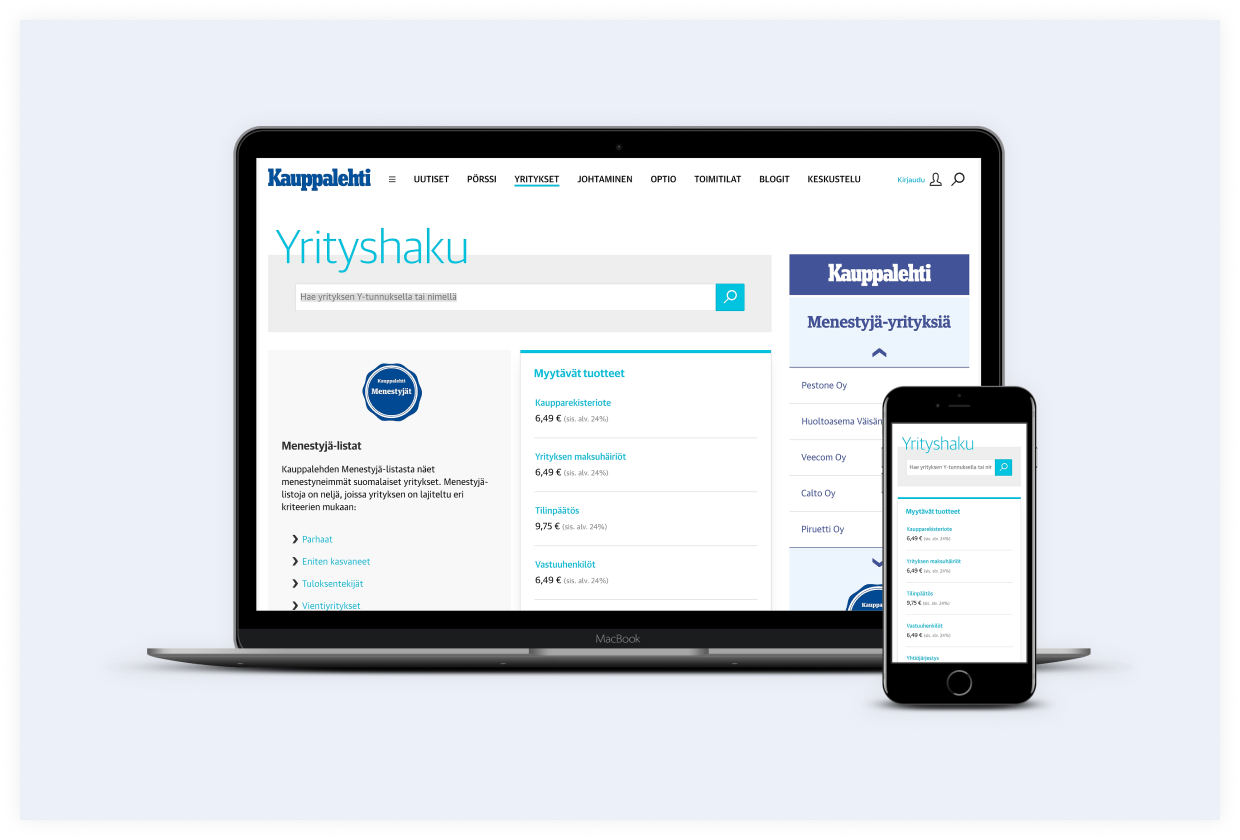 Kauppalehti
UUTISET PÖRSSI YRITYKSET JOHTAMINEN OPTIO TOIMITILAT BLOGIT KESKUSTELU
Kirjaudu
Yrityshaku
Hae yrityksen Y-tunnuksella tai nimellä
Kauppalehti
Menestyjät
Menestyjä-listat
Kauppalehden Menestyjä-listasta näet
menestyneimmät suomalaiset yritykset. Menestyjä-
listoja on neljä, joissa yrityksen on lajiteltu eri
kriteerien mukaan:
Parhaat
Eniten kasvaneet
Tuloksentekijät
Vientiyritykset
Myytävät tuotteet
Kaupparekisteriote
6,49 € (sis. alv. 24%)
Yrityksen maksuhäiriöt
6,49 € (sis. alv. 24%)
Tilinpäätös
9,75 € (sis. alv. 24%)
Vastuuhenkilöt
6,49 € (sis. alv. 24%)
Kauppalehti
Menestyjä-yrityksiä
Pestone Oy
Huoltoasema Väisän
Veecom Oy
Calto Oy
Piruetti Oy
Kaupp
MacBook
Yrityshaku
Hae yrityksen Y-tunnuksella tai nim
Myytävät tuotteet
Kaupparekisteriote
6,49 € (sis. alv. 24%)
Yrityksen maksuhäiriöt
6,49 € (sis. alv. 24%)
Tilinpäätös
9,75 € (sis. alv. 24%)
Vastuuhenkilöt
6,49 € (sis. alv. 24%)
Yhtiöjärjestys